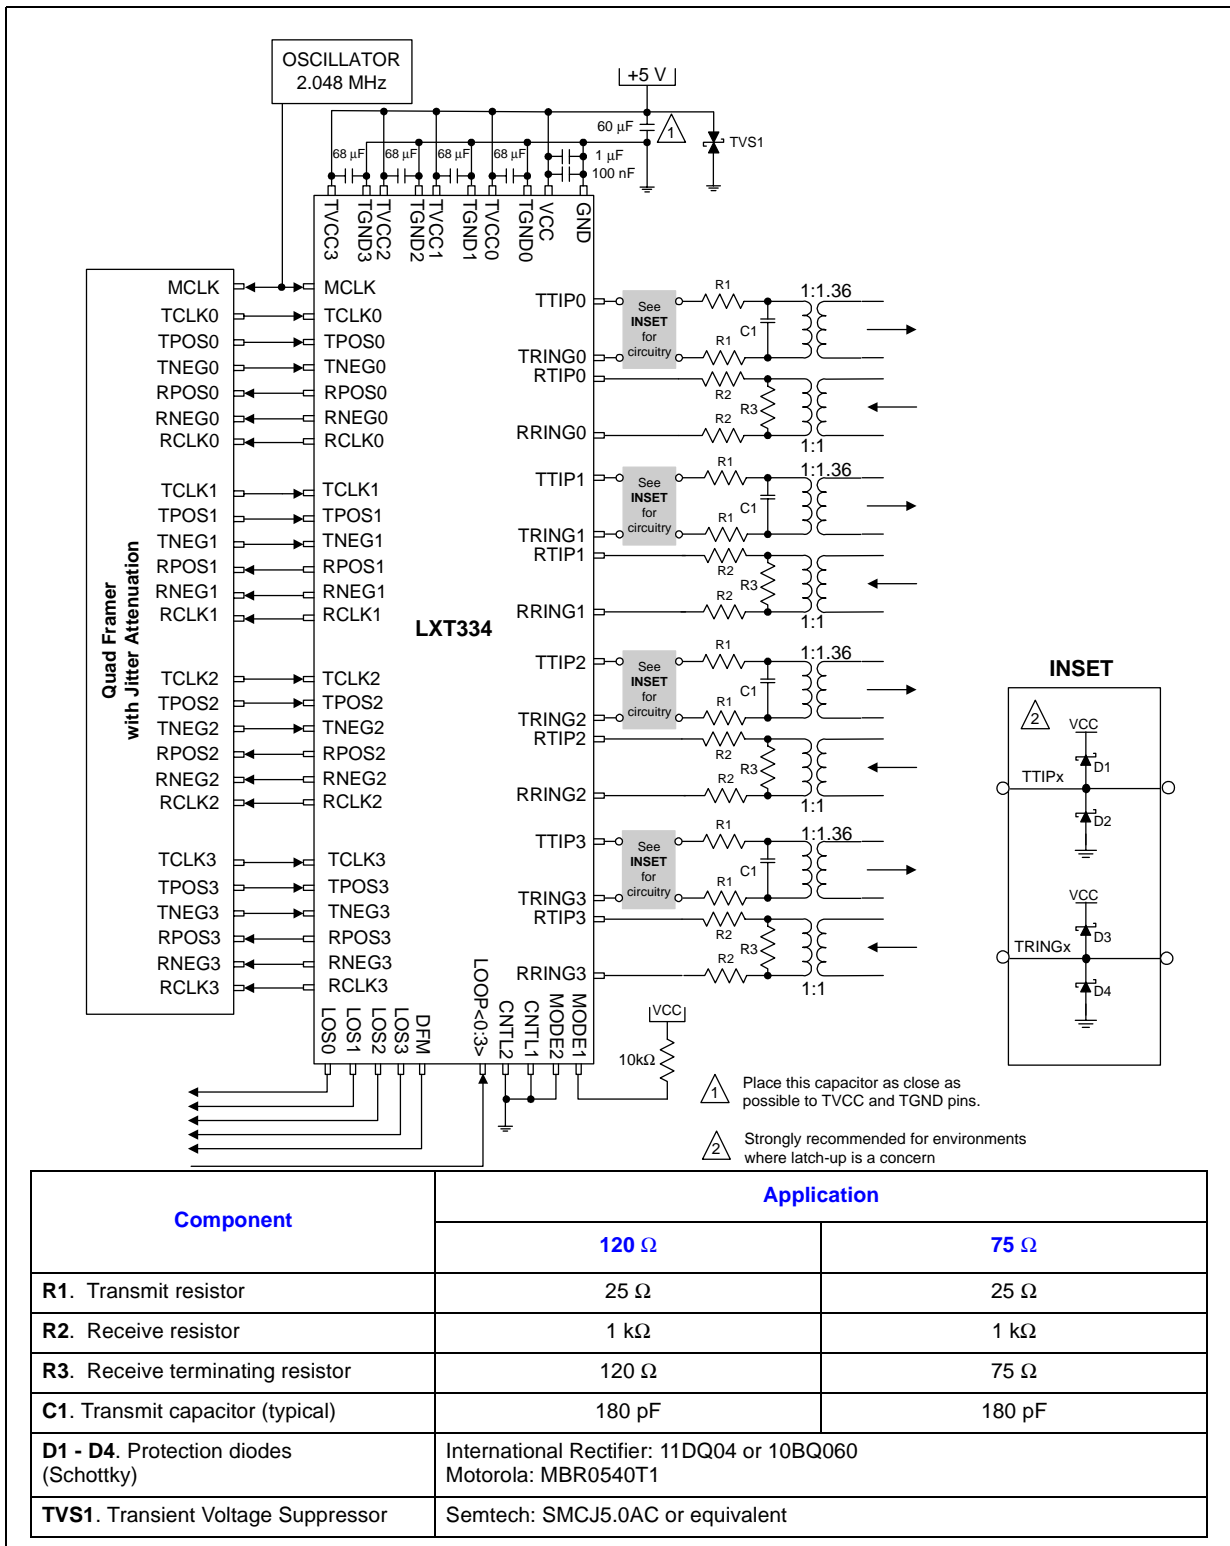 OSCILLATOR
2.048 MHz
+5 V
60 µF
1
TVS1
68 µF
68 µF
68 µF
68 µF
1 µF
100 nF
TVCC3
TGND3
TVCC2
TGND2
TVCC1
TGND1
TVCC0
TGND0
VCC
GND
Quad Framer
with Jitter Attenuation
LXT334
MCLK MCLK
TCLK0 TCLK0
TPOS0 TPOS0
TNEG0 TNEG0
RPOS0 RPOS0
RNEG0 RNEG0
RCLK0 RCLK0
TCLK1 TCLK1
TPOS1 TPOS1
TNEG1 TNEG1
RPOS1 RPOS1
RNEG1 RNEG1
RCLK1 RCLK1
TCLK2 TCLK2
TPOS2 TPOS2
TNEG2 TNEG2
RPOS2 RPOS2
RNEG2 RNEG2
RCLK2 RCLK2
TCLK3 TCLK3
TPOS3 TPOS3
TNEG3 TNEG3
RPOS3 RPOS3
RNEG3 RNEG3
RCLK3 RCLK3
TTIP0
TRING0
RTIP0
RRING0
See
INSET
for
circuitry
R1
C1
R1
1:1.36
R2
R3
R2
1:1
TTIP1
TRING1
RTIP1
RRING1
See
INSET
for
circuitry
R1
C1
R1
1:1.36
R2
R3
R2
1:1
TTIP2
TRING2
RTIP2
RRING2
See
INSET
for
circuitry
R1
C1
R1
1:1.36
R2
R3
R2
1:1
TTIP3
TRING3
RTIP3
RRING3
See
INSET
for
circuitry
R1
C1
R1
1:1.36
R2
R3
R2
1:1
INSET
2
VCC
D1
TTIPx
D2
VCC
D3
TRINGx
D4
LOS0
LOS1
LOS2
LOS3
DFM
LOOP<0:3>
CNTL2
CNTL1
MODE2
MODE1
VCC
10kΩ
1 Place this capacitor as close as
possible to TVCC and TGND pins.
2 Strongly recommended for environments
where latch-up is a concern
Component Application
120 Ω 75 Ω
R1. Transmit resistor 25 Ω 25 Ω
R2. Receive resistor 1 kΩ 1 kΩ
R3. Receive terminating resistor 120 Ω 75 Ω
C1. Transmit capacitor (typical) 180 pF 180 pF
D1 - D4. Protection diodes
(Schottky)
International Rectifier: 11DQ04 or 10BQ060
Motorola: MBR0540T1
TVS1. Transient Voltage Suppressor Semtech: SMCJ5.0AC or equivalent